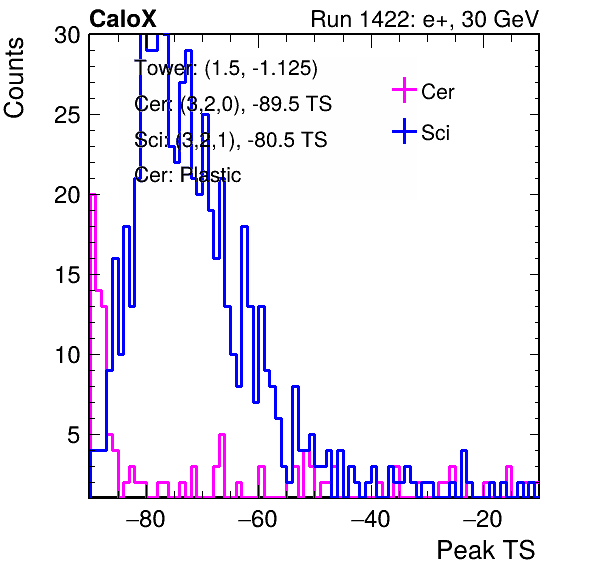 CaloX Run 1422: e+, 30 GeV
Counts
30
25
20
15
10
5
Tower: (1.5, -1.125)
Cer: (3,2,0), -89.5 TS
Sci: (3,2,1), -80.5 TS
Cer: Plastic
Cer
Sci
−80 −60 −40 −20
Peak TS